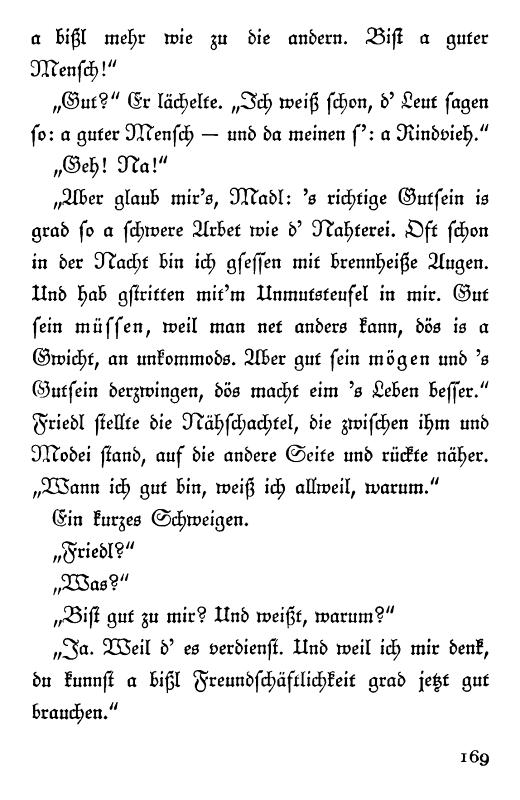 a bißl mehr wie zu die andern. Bist a guter
Mensch!“
„Gut?“ Er lächelte. „Ich weiß schon, d' Leut sagen
so: a guter Mensch — und da meinen s': a Rindvieh.“
„Geh! Na!“
„Aber glaub mir's, Madl: 's richtige Gutsein is
grad so a schwere Arbet wie d' Nahterei. Oft schon
in der Nacht bin ich gsessen mit brennheiße Augen.
Und hab gstritten mit'm Unmutsteufel in mir. Gut
sein müssen, weil man net anders kann, dös is a
Gwicht, an unkommods. Aber gut sein mögen und 's
Gutsein derzwingen, dös macht eim 's Leben besser.“
Friedl stellte die Nähschachtel, die zwischen ihm und
Modei stand, auf die andere Seite und rückte näher.
„Wann ich gut bin, weiß ich allweil, warum.“
Ein kurzes Schweigen.
„Friedl?“
„Was?“
„Bist gut zu mir? Und weißt, warum?“
„Ja. Weil d' es verdienst. Und weil ich mir denk,
du kunnst a bißl Freundschäftlichkeit grad jetzt gut
brauchen.“
169